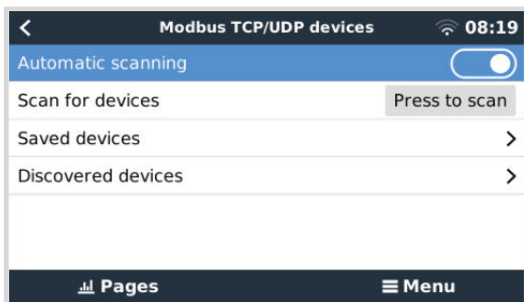 Modbus TCP/UDP devices 08:19
Automatic scanning
Scan for devices Press to scan
Saved devices
Discovered devices
Pages Menu